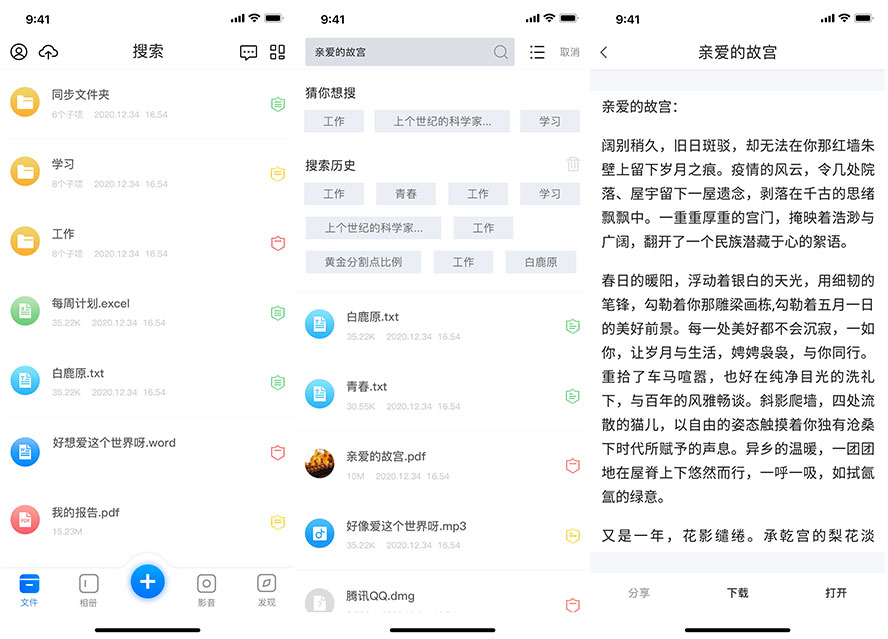 9:41
搜索
同步文件夹
6个子项 2020.12.34 16.54
学习
8个子项 2020.12.34 16.54
工作
8个子项 2020.12.34 16.54
每周计划.excel
35.22K 2020.12.34 16.54
白鹿原.txt
35.22K 2020.12.34 16.54
好想爱这个世界呀.word
我的报告.pdf
15.23M
PDF
文件
相册
影音
发现
9:41
亲爱的故宫
取消
猜你想搜
工作
上个世纪的科学家...
学习
搜索历史
工作
青春
工作
学习
上个世纪的科学家...
工作
黄金分割点比例
工作
白鹿原
白鹿原.txt
35.22K 2020.12.34 16.54
青春.txt
30.55K 2020.12.34 16.54
亲爱的故宫.pdf
10M 2020.12.34 16.54
好像爱这个世界呀.mp3
35.22K 2020.12.34 16.54
腾讯QQ.dmg
9:41
亲爱的故宫
亲爱的故宫：
阔别稍久，旧日斑驳，却无法在你那红墙朱
壁上留下岁月之痕。疫情的风云，令几处院
落、屋宇留下一屋遗念，剥落在千古的思绪
飘飘中。一重重厚重的宫门，掩映着浩渺与
广阔，翻开了一个民族潜藏于心的絮语。
春日的暖阳，浮动着银白的天光，用细韧的
笔锋，勾勒着你那雕梁画栋,勾勒着五月一日
的美好前景。每一处美好都不会沉寂，一如
你，让岁月与生活，娉娉袅袅，与你同行。
重拾了车马喧嚣，也好在纯净目光的洗礼
下，与百年的风雅畅谈。斜影爬墙，四处流
散的猫儿，以自由的姿态触摸着你独有沧桑
下时代所赋予的声息。异乡的温暖，一团团
地在屋脊上下悠然而行，一呼一吸，如拭氤
氲的绿意。
又是一年，花影缱绻。承乾宫的梨花淡
分享
下载
打开